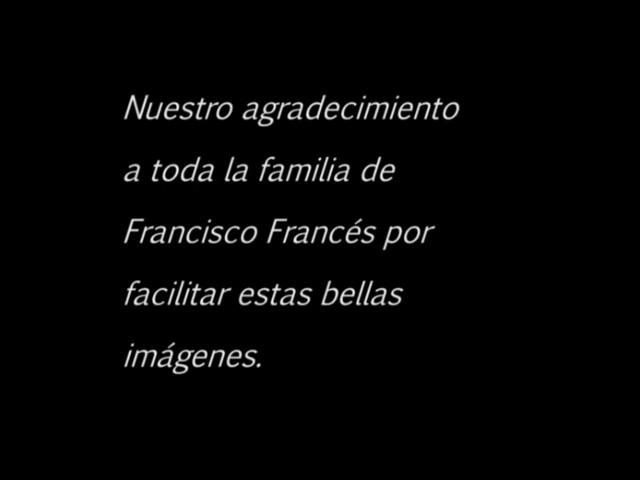 Nuestro agradecimiento
a toda la familia de
Francisco Francés por
facilitar estas bellas
imágenes.